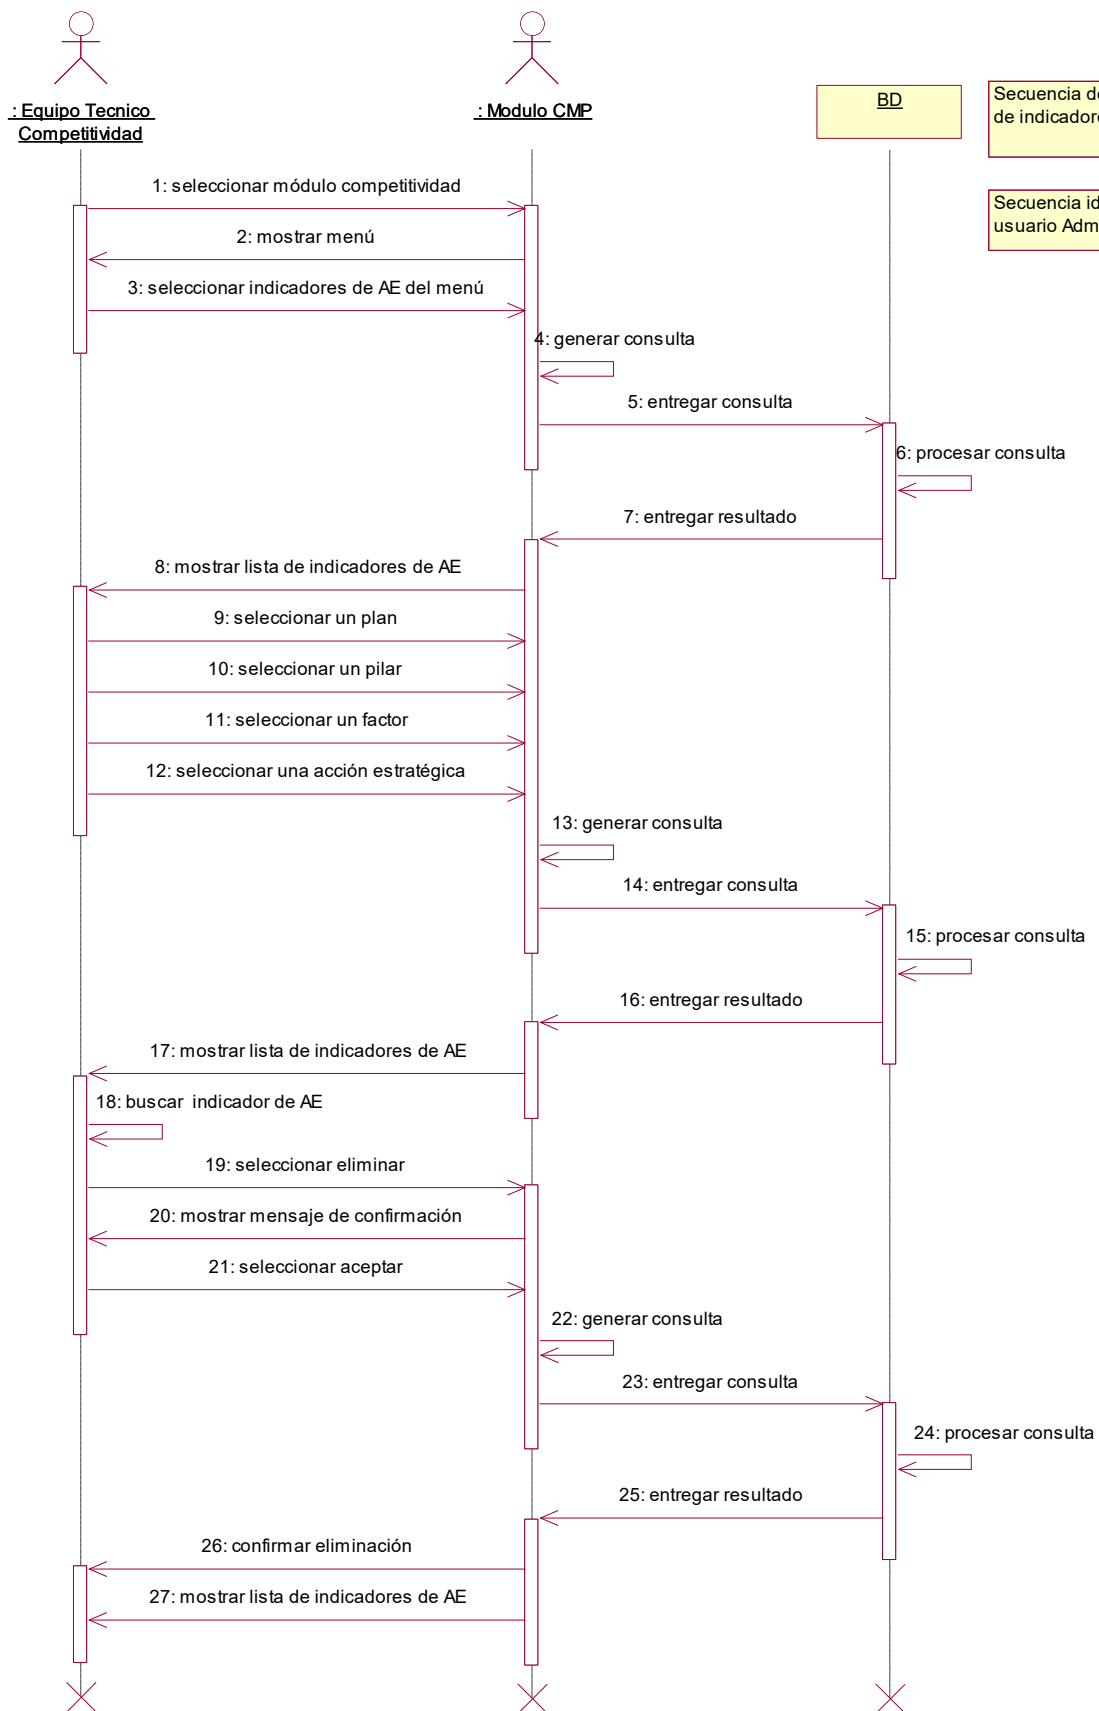 : Equipo Tecnico
Competitividad
: Modulo CMP
BD
Secuencia
de
usuario
1: seleccionar módulo competitividad
2: mostrar menú
3: seleccionar indicadores de AE del menú
4: generar consulta
5: entregar consulta
6: procesar consulta
7: entregar resultado
8: mostrar lista de indicadores de AE
9: seleccionar un plan
10: seleccionar un pilar
11: seleccionar un factor
12: seleccionar una acción estratégica
13: generar consulta
14: entregar consulta
15: procesar consulta
16: entregar resultado
17: mostrar lista de indicadores de AE
18: buscar indicador de AE
19: seleccionar eliminar
20: mostrar mensaje de confirmación
21: seleccionar aceptar
22: generar consulta
23: entregar consulta
24: procesar consulta
25: entregar resultado
26: confirmar eliminación
27: mostrar lista de indicadores de AE